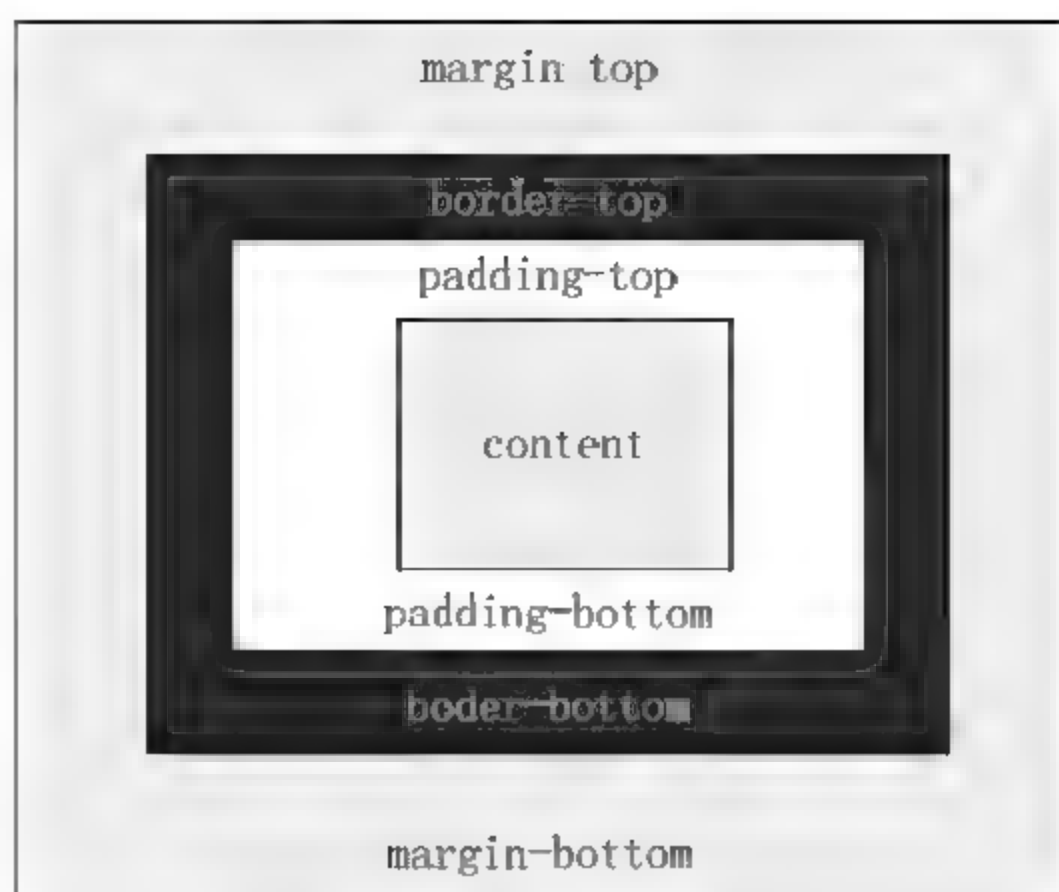 margin top
border-top
padding-top
content
padding-bottom
boder-bottom
margin-bottom